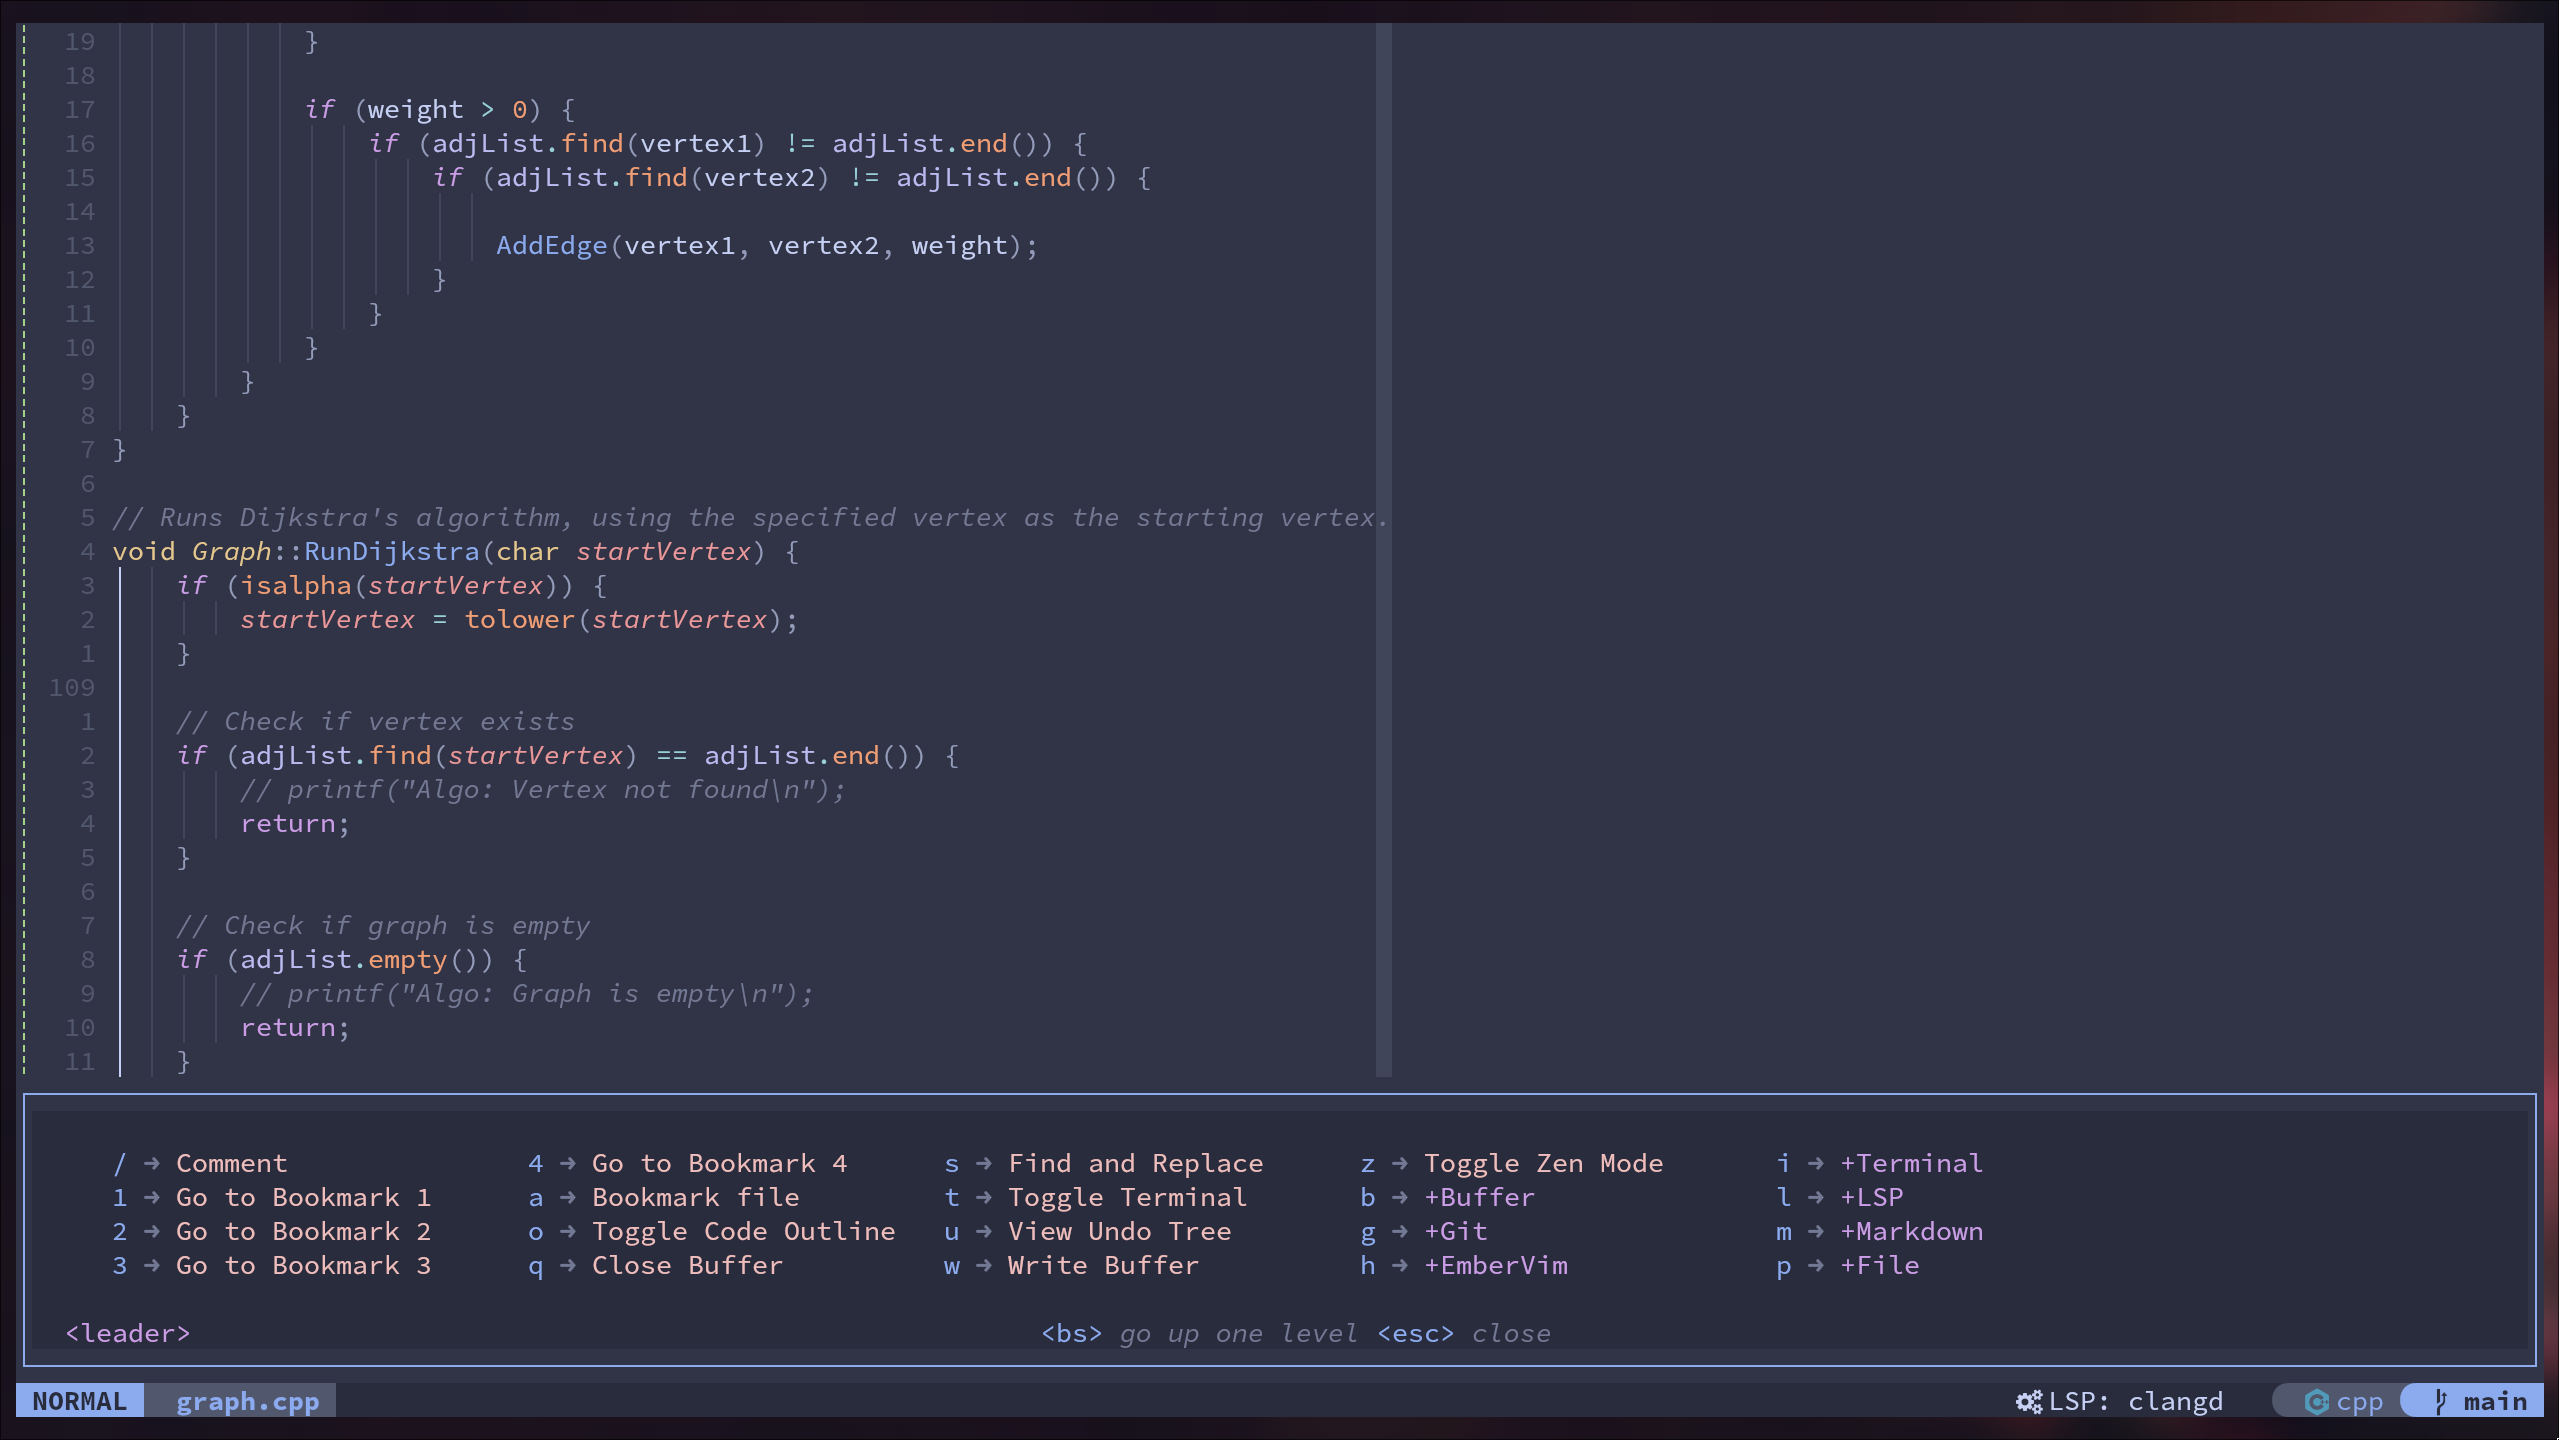 19 }
18
17 if (weight > 0) {
16 if (adjList.find(vertex1) != adjList.end()) {
15 if (adjList.find(vertex2) != adjList.end()) {
14
13 AddEdge(vertex1, vertex2, weight);
12 }
11 }
10 }
9 }
8 }
7 }
6
5 // Runs Dijkstra's algorithm, using the specified vertex as the starting vertex.
4 void Graph::RunDijkstra(char startVertex) {
3 if (isalpha(startVertex)) {
2 startVertex = tolower(startVertex);
1 }
109
1 // Check if vertex exists
2 if (adjList.find(startVertex) == adjList.end()) {
3 // printf("Algo: Vertex not found\n");
4 return;
5 }
6
7 // Check if graph is empty
8 if (adjList.empty()) {
9 // printf("Algo: Graph is empty\n");
10 return;
11 }
/ → Comment 4 → Go to Bookmark 4 s → Find and Replace z → Toggle Zen Mode i → +Terminal
1 → Go to Bookmark 1 a → Bookmark file t → Toggle Terminal b → +Buffer l → +LSP
2 → Go to Bookmark 2 o → Toggle Code Outline u → View Undo Tree g → +Git m → +Markdown
3 → Go to Bookmark 3 q → Close Buffer w → Write Buffer h → +EmberVim p → +File
<leader> <bs> go up one level <esc> close
NORMAL graph.cpp LSP: clangd cpp main